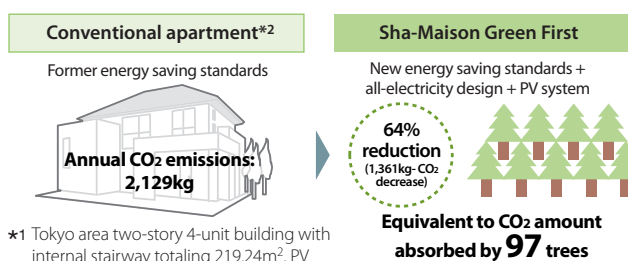 Conventional apartment*2
Former energy saving standards
Annual CO2 emissions:
2,129kg
*1 Tokyo area two-story 4-unit building with
internal stairway totaling 219.24m2, PV
Sha-Maison Green First
New energy saving standards +
all-electricity design + PV system
64%
reduction
(1,361kg- CO2
decrease)
Equivalent to CO2 amount
absorbed by 97 trees